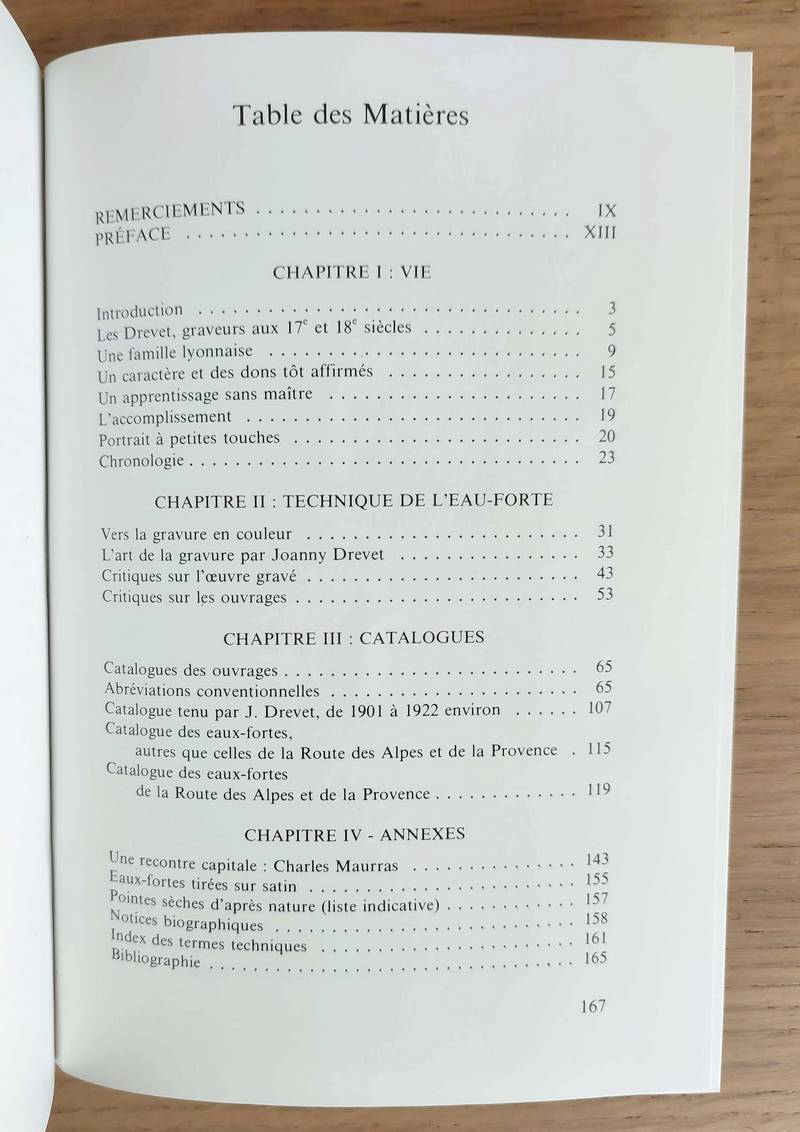 Table des Matières
REMERCIEMENTS . . . . . . . . . . . . . . . . . . . . . . . . . . IX
PRÉFACE . . . . . . . . . . . . . . . . . . . . . . . . . . . . . . . . XIII
CHAPITRE I : VIE
Introduction . . . . . . . . . . . . . . . . . . . . . . . . . . . . . . . 3
Les Drevet, graveurs aux 17e et 18e siècles . . . . . . . . . . . . . 5
Une famille lyonnaise . . . . . . . . . . . . . . . . . . . . . . . . . 9
Un caractère et des dons tôt affirmés . . . . . . . . . . . . . . . . 15
Un apprentissage sans maître . . . . . . . . . . . . . . . . . . . . 17
L'accomplissement . . . . . . . . . . . . . . . . . . . . . . . . . . . 19
Portrait à petites touches . . . . . . . . . . . . . . . . . . . . . . . 20
Chronologie . . . . . . . . . . . . . . . . . . . . . . . . . . . . . . . 23
CHAPITRE II : TECHNIQUE DE L'EAU-FORTE
Vers la gravure en couleur . . . . . . . . . . . . . . . . . . . . . . 31
L'art de la gravure par Joanny Drevet . . . . . . . . . . . . . . . 33
Critiques sur l'œuvre gravé . . . . . . . . . . . . . . . . . . . . . . 43
Critiques sur les ouvrages . . . . . . . . . . . . . . . . . . . . . . . 53
CHAPITRE III : CATALOGUES
Catalogues des ouvrages . . . . . . . . . . . . . . . . . . . . . . . . 65
Abréviations conventionnelles . . . . . . . . . . . . . . . . . . . . 65
Catalogue tenu par J. Drevet, de 1901 à 1922 environ . . . . . . 107
Catalogue des eaux-fortes,
autres que celles de la Route des Alpes et de la Provence . 115
Catalogue des eaux-fortes
de la Route des Alpes et de la Provence . . . . . . . . . . . . 119
CHAPITRE IV - ANNEXES
Une recontre capitale : Charles Maurras . . . . . . . . . . . . . 143
Eaux-fortes tirées sur satin . . . . . . . . . . . . . . . . . . . . . . 155
Pointes sèches d'après nature (liste indicative) . . . . . . . . . . . 157
Notices biographiques . . . . . . . . . . . . . . . . . . . . . . . . . 158
Index des termes techniques . . . . . . . . . . . . . . . . . . . . . 161
Bibliographie . . . . . . . . . . . . . . . . . . . . . . . . . . . . . . 165
167